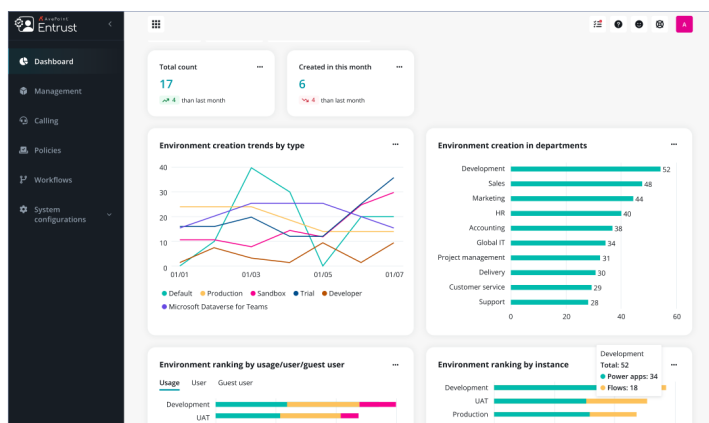 AvePoint
Entrust
A
Dashboard
Management
Calling
Policies
Workflows
System
configurations
Total count
17
4 than last month
Created in this month
6
4 than last month
Environment creation trends by type
40
30
20
10
0
01/01 01/03 01/05 01/07
Default Production Sandbox Trial Developer
Microsoft Dataverse for Teams
Environment creation in departments
Development 52
Sales 48
Marketing 44
HR 40
Accounting 38
Global IT 34
Project management 31
Delivery 30
Customer service 29
Support 28
0 20 40 60
Environment ranking by usage/user/guest user
Usage User Guest user
Development
UAT
Environment ranking by instance
Development
Total: 52
Power apps: 34
Flows: 18
Development
UAT
Production